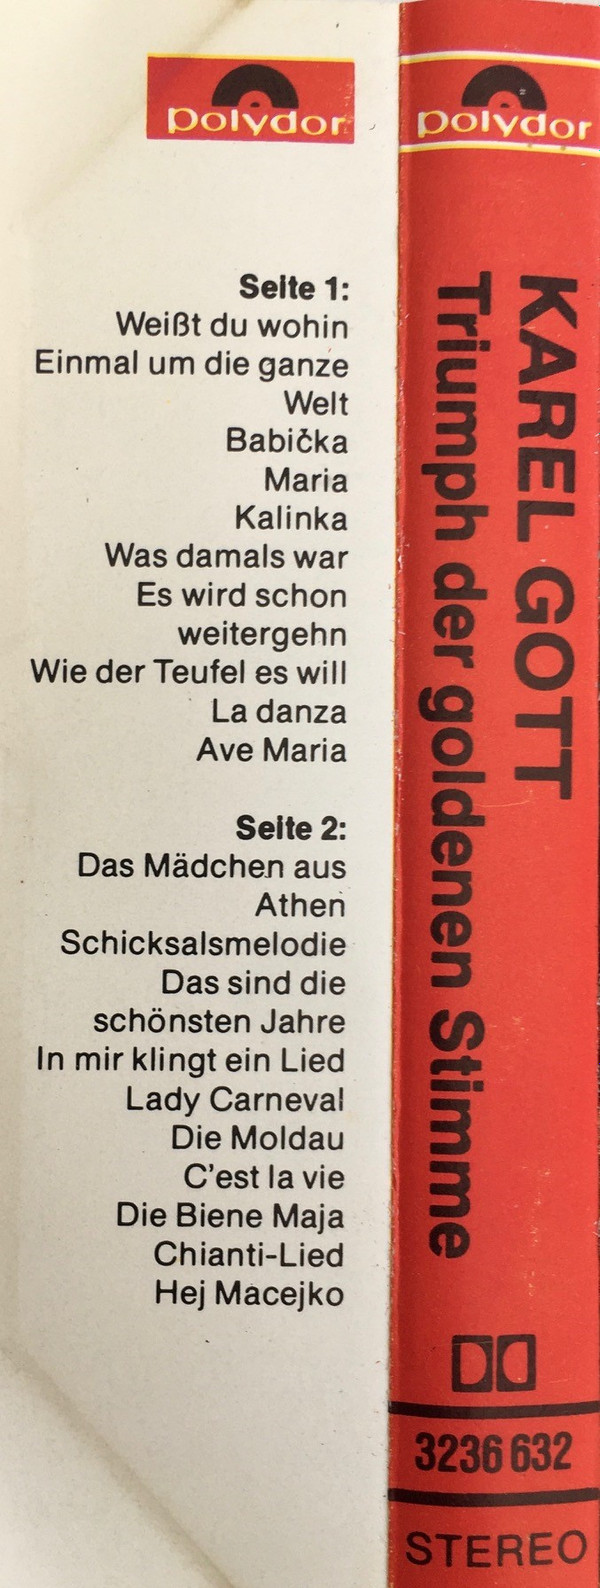 polydor
Seite 1:
Weißt du wohin
Einmal um die ganze
Welt
Babička
Maria
Kalinka
Was damals war
Es wird schon
weitergehn
Wie der Teufel es will
La danza
Ave Maria
Seite 2:
Das Mädchen aus
Athen
Schicksalsmelodie
Das sind die
schönsten Jahre
In mir klingt ein Lied
Lady Carneval
Die Moldau
C'est la vie
Die Biene Maja
Chianti-Lied
Hej Macejko
polydor
KAREL GOTT
Triumph der goldenen Stimme
3236 632
STEREO